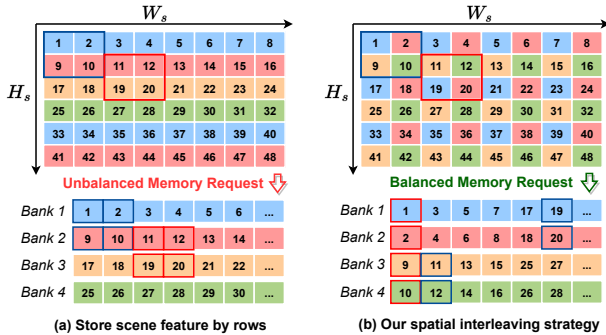 W_s
H_s
1 2 3 4 5 6 7 8
9 10 11 12 13 14 15 16
17 18 19 20 21 22 23 24
25 26 27 28 29 30 31 32
33 34 35 36 37 38 39 40
41 42 43 44 45 46 47 48
Unbalanced Memory Request
Bank 1 1 2 3 4 5 6 ...
Bank 2 9 10 11 12 13 14 ...
Bank 3 17 18 19 20 21 22 ...
Bank 4 25 26 27 28 29 30 ...
(a) Store scene feature by rows
W_s
H_s
1 2 3 4 5 6 7 8
9 10 11 12 13 14 15 16
17 18 19 20 21 22 23 24
25 26 27 28 29 30 31 32
33 34 35 36 37 38 39 40
41 42 43 44 45 46 47 48
Balanced Memory Request
Bank 1 1 3 5 7 17 19 ...
Bank 2 2 4 6 8 18 20 ...
Bank 3 9 11 13 15 25 27 ...
Bank 4 10 12 14 16 26 28 ...
(b) Our spatial interleaving strategy